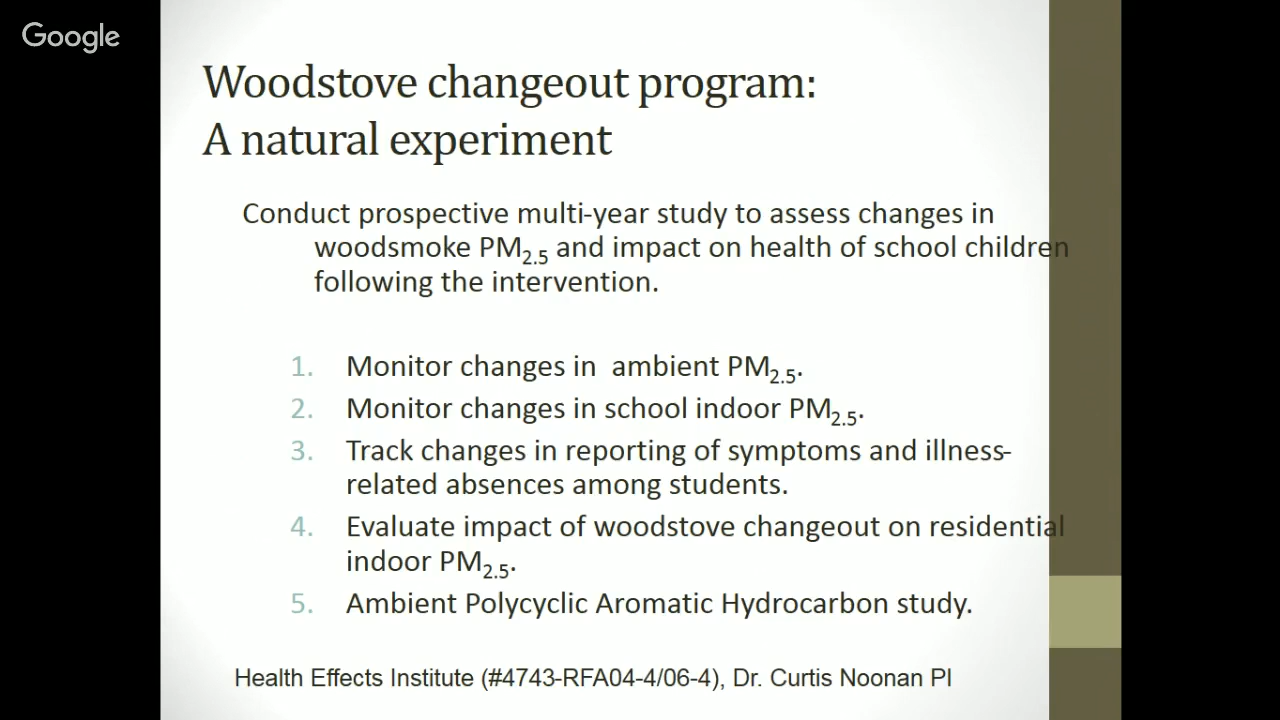 Google
Woodstove changeout program:
A natural experiment
Conduct prospective multi-year study to assess changes in
woodsmoke PM2.5 and impact on health of school children
following the intervention.
1. Monitor changes in ambient PM2.5.
2. Monitor changes in school indoor PM2.5.
3. Track changes in reporting of symptoms and illness-
related absences among students.
4. Evaluate impact of woodstove changeout on residential
indoor PM2.5.
5. Ambient Polycyclic Aromatic Hydrocarbon study.
Health Effects Institute (#4743-RFA04-4/06-4), Dr. Curtis Noonan PI